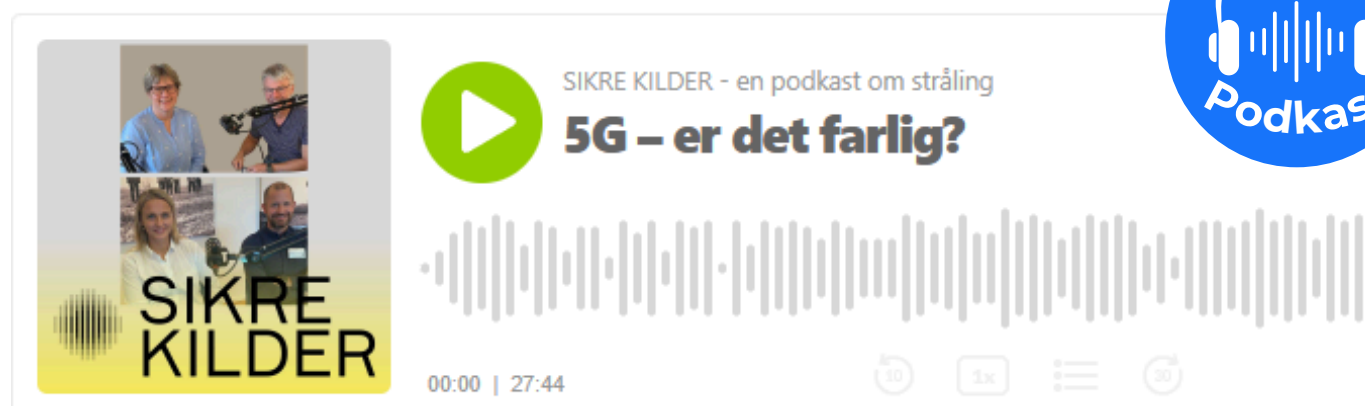 SIKRE KILDER - en podkast om stråling
5G – er det farlig?
Podkas
SIKRE
KILDER
00:00 | 27:44
10
1x
30